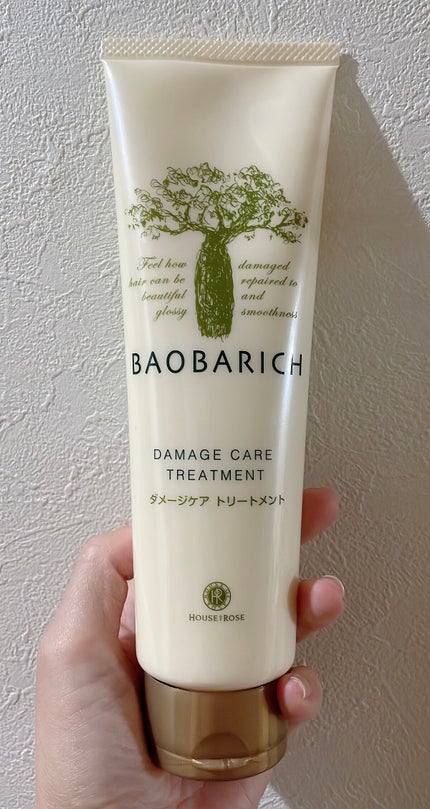 Feel how damaged
hair can be repaired to
beautiful and
glossy smoothness
BAOBARICH
DAMAGE CARE
TREATMENT
ダメージケア トリートメント
HR
HOUSE OF ROSE